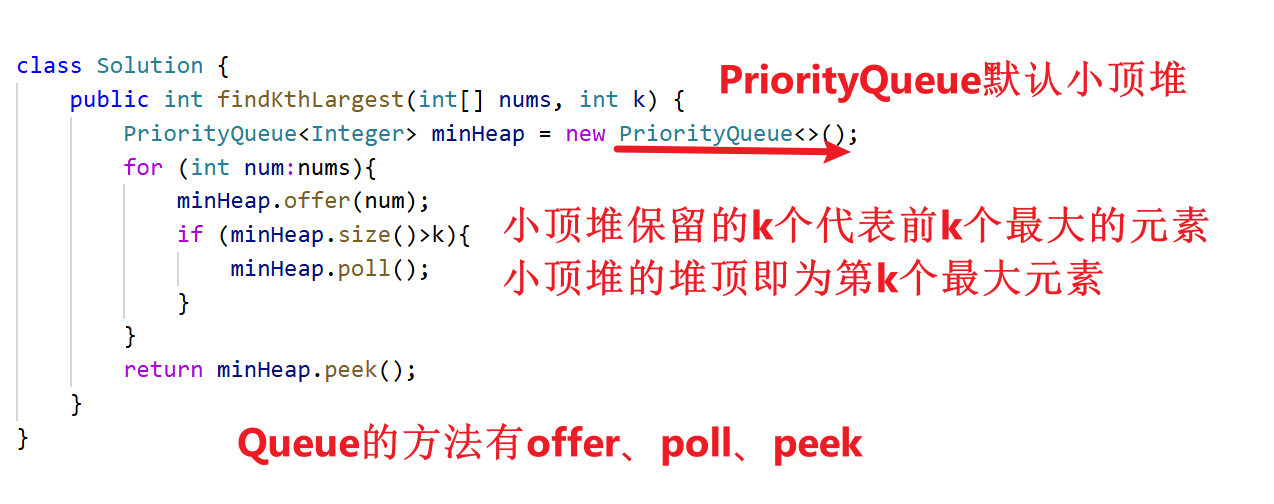 class Solution {
PriorityQueue默认小顶堆
public int findKthLargest(int[] nums, int k) {
PriorityQueue<Integer> minHeap = new PriorityQueue<>();
for (int num:nums){
minHeap.offer(num);
小顶堆保留的k个代表前k个最大的元素
if (minHeap.size()>k){
minHeap.poll();
小顶堆的堆顶即为第k个最大元素
}
}
return minHeap.peek();
}
}
Queue的方法有offer、poll、peek